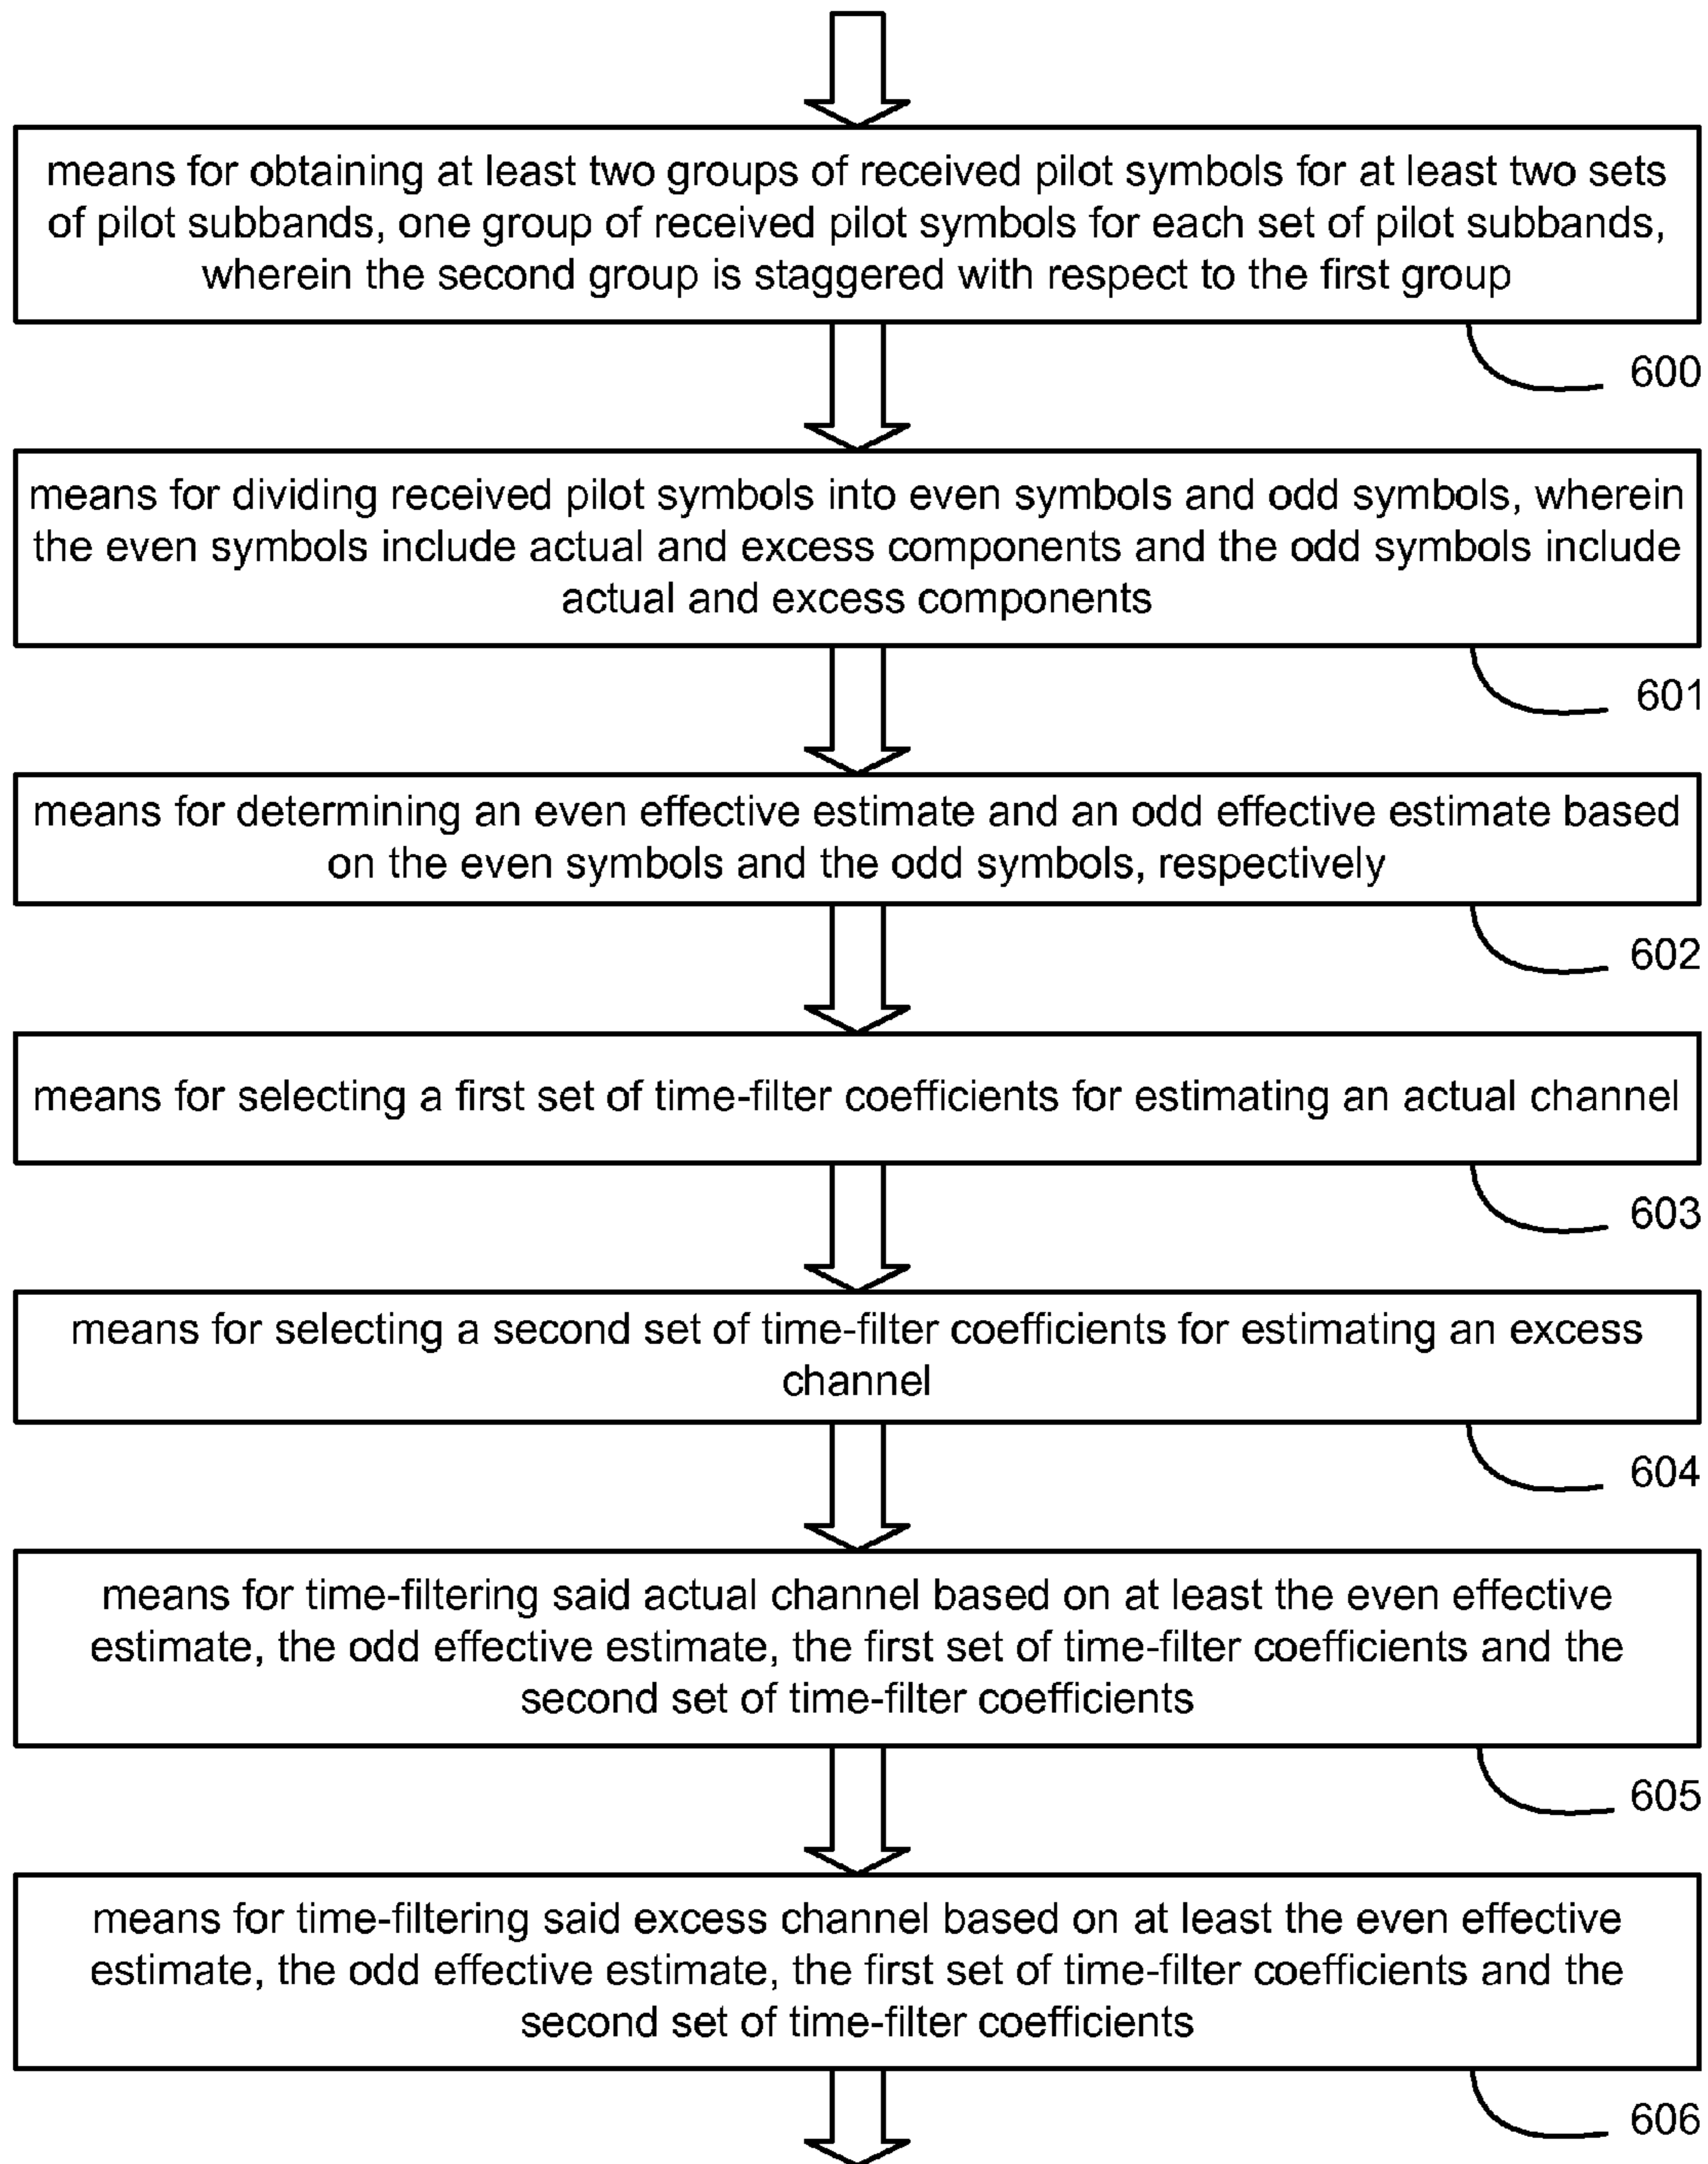 means for obtaining at least two groups of received pilot symbols for at least two sets
of pilot subbands, one group of received pilot symbols for each set of pilot subbands,
wherein the second group is staggered with respect to the first group
600
means for dividing received pilot symbols into even symbols and odd symbols, wherein
the even symbols include actual and excess components and the odd symbols include
actual and excess components
601
means for determining an even effective estimate and an odd effective estimate based
on the even symbols and the odd symbols, respectively
602
means for selecting a first set of time-filter coefficients for estimating an actual channel
603
means for selecting a second set of time-filter coefficients for estimating an excess
channel
604
means for time-filtering said actual channel based on at least the even effective
estimate, the odd effective estimate, the first set of time-filter coefficients and the
second set of time-filter coefficients
605
means for time-filtering said excess channel based on at least the even effective
estimate, the odd effective estimate, the first set of time-filter coefficients and the
second set of time-filter coefficients
606